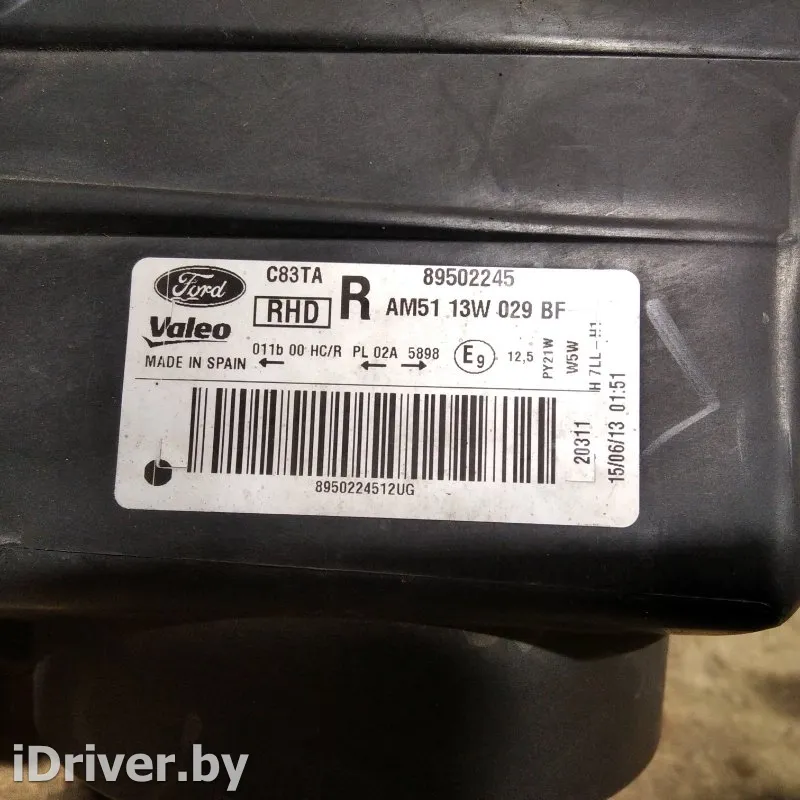 Ford
C83TA
R
89502245
RHD
AM51 13W 029 BF
Valeo
MADE IN SPAIN
011b 00 HC/R PL 02A 5898
E9
12,5
PY21W
W5W
H 7LL-H1
8950224512UG
20311
15/06/13 01:51
iDriver.by